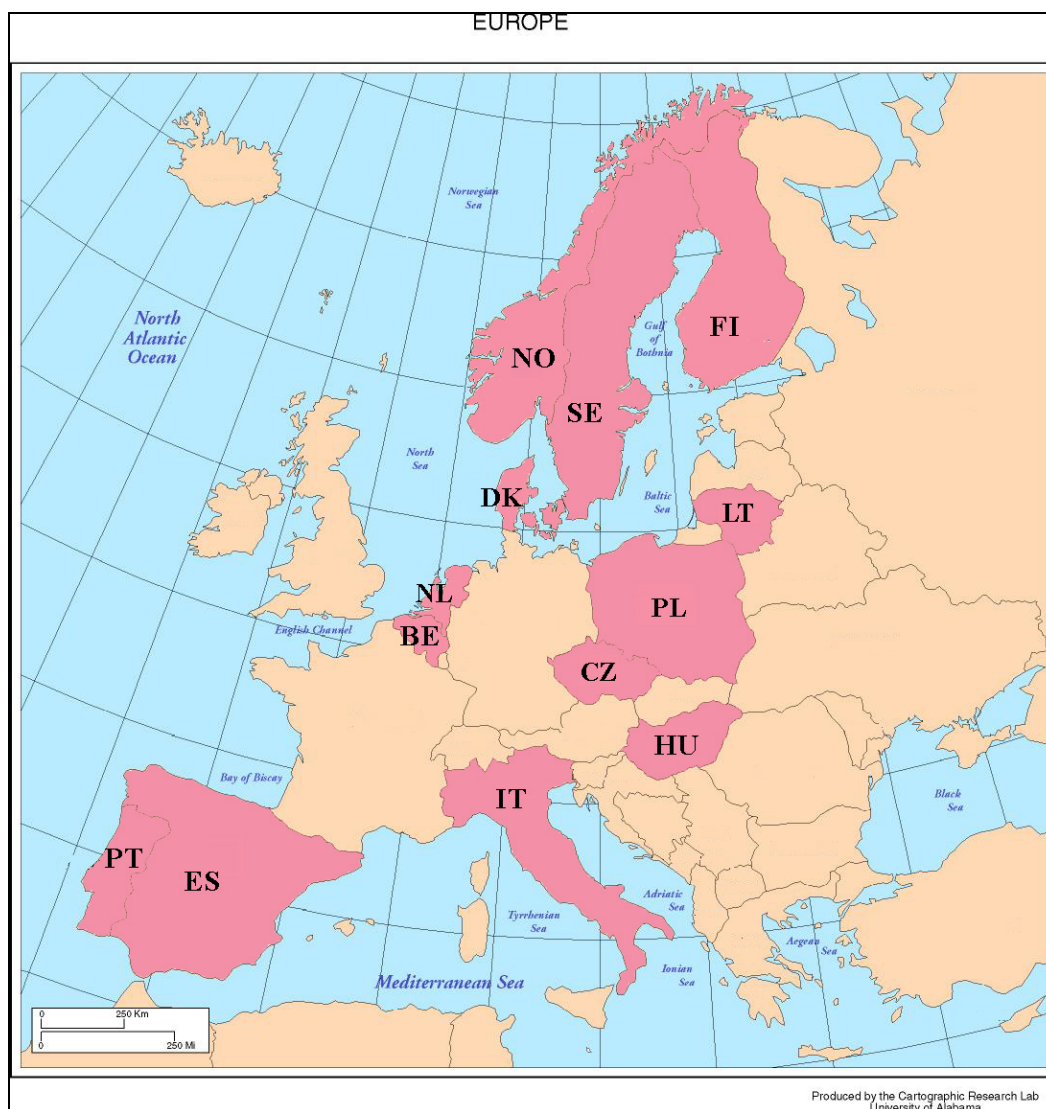 EUROPE
Norwegian
Sea
North
Atlantic
Ocean
Gulf
of
Bothnia
FI
NO
SE
North
Sea
DK
Baltic
Sea
LT
NL
PL
English Channel
BE
CZ
HU
Bay of Biscay
IT
Black
Sea
PT
ES
Adriatic
Sea
Tyrrhenian
Sea
Aegean
Sea
Ionian
Sea
Mediterranean Sea
0 250 Km
0 250 Mi
Produced by the Cartographic Research Lab
University of Alabama